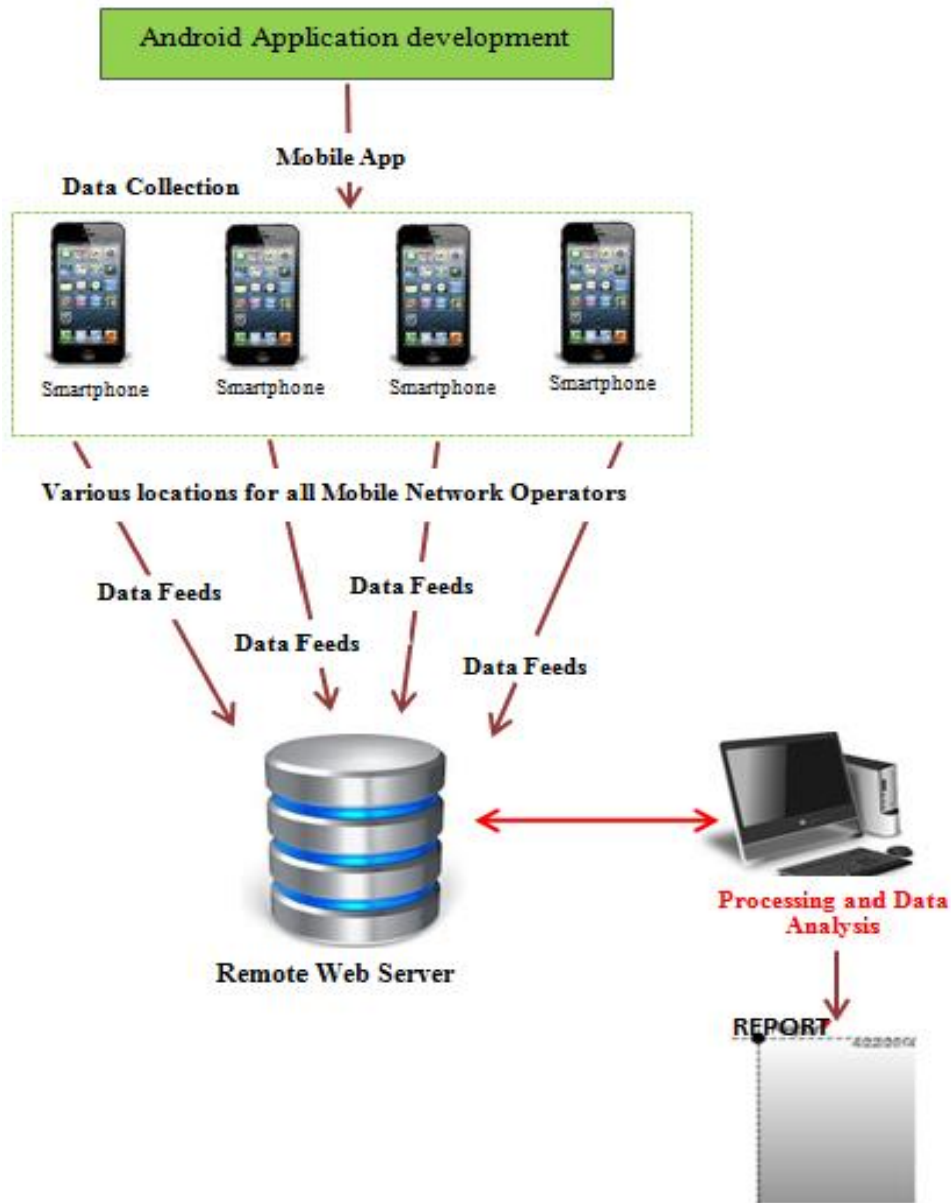 Android Application development
Mobile App
Data Collection
Smartphone
Smartphone
Smartphone
Smartphone
Various locations for all Mobile Network Operators
Data Feeds
Data Feeds
Data Feeds
Data Feeds
Remote Web Server
Processing and Data
Analysis
REPORT